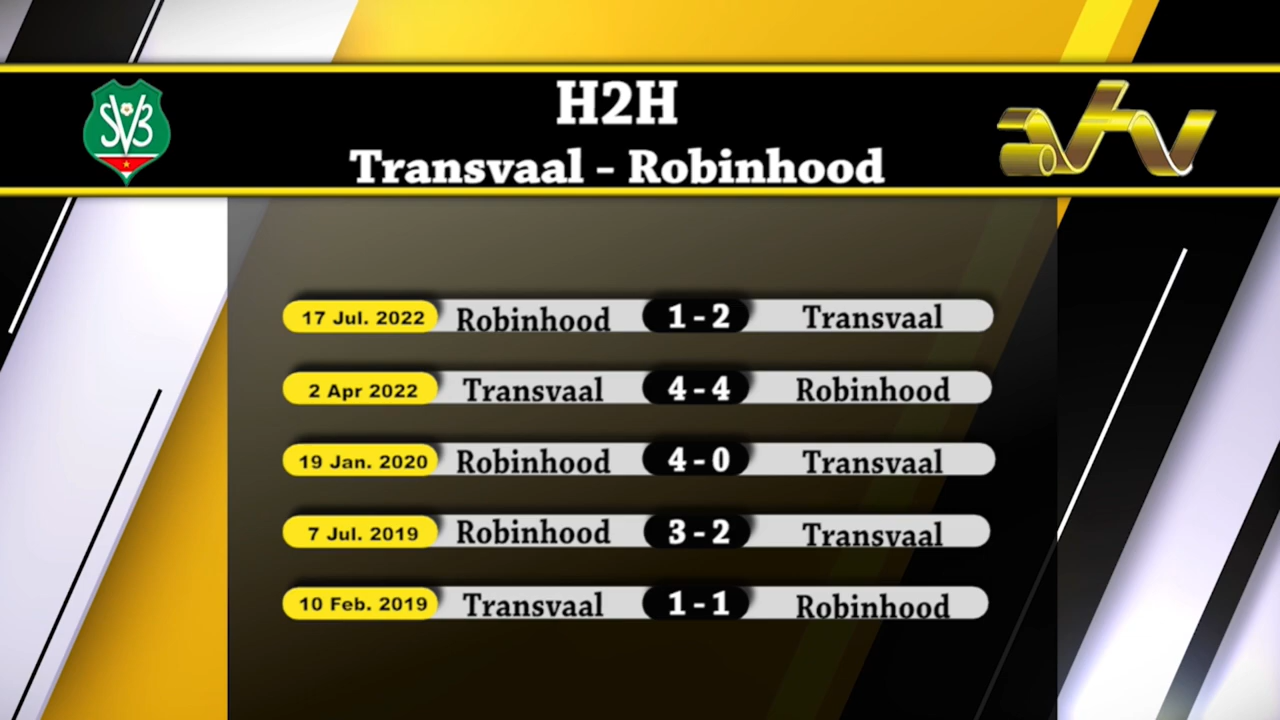 H2H
Transvaal – Robinhood
SVB
atv
17 Jul. 2022 Robinhood 1 - 2 Transvaal
2 Apr 2022 Transvaal 4 - 4 Robinhood
19 Jan. 2020 Robinhood 4 - 0 Transvaal
7 Jul. 2019 Robinhood 3 - 2 Transvaal
10 Feb. 2019 Transvaal 1 - 1 Robinhood